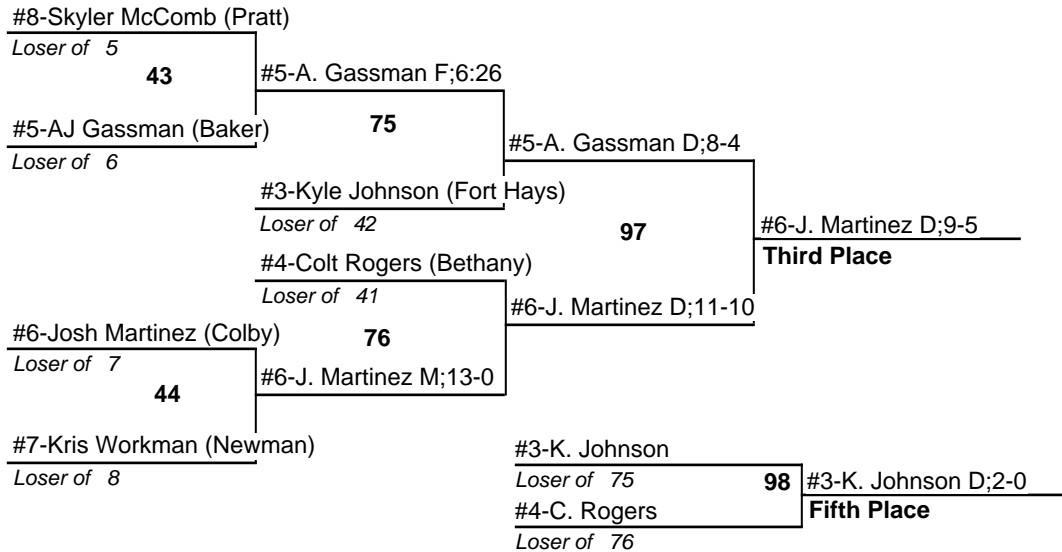 #8-Skyler McComb (Pratt)
Loser of 5
43
#5-A. Gassman F;6:26
#5-AJ Gassman (Baker)
Loser of 6
75
#5-A. Gassman D;8-4
#3-Kyle Johnson (Fort Hays)
Loser of 42
97
#6-J. Martinez D;9-5
Third Place
#4-Colt Rogers (Bethany)
Loser of 41
#6-J. Martinez D;11-10
#6-Josh Martinez (Colby)
Loser of 7
76
44
#6-J. Martinez M;13-0
#7-Kris Workman (Newman)
Loser of 8
#3-K. Johnson
Loser of 75
98
#3-K. Johnson D;2-0
Fifth Place
#4-C. Rogers
Loser of 76